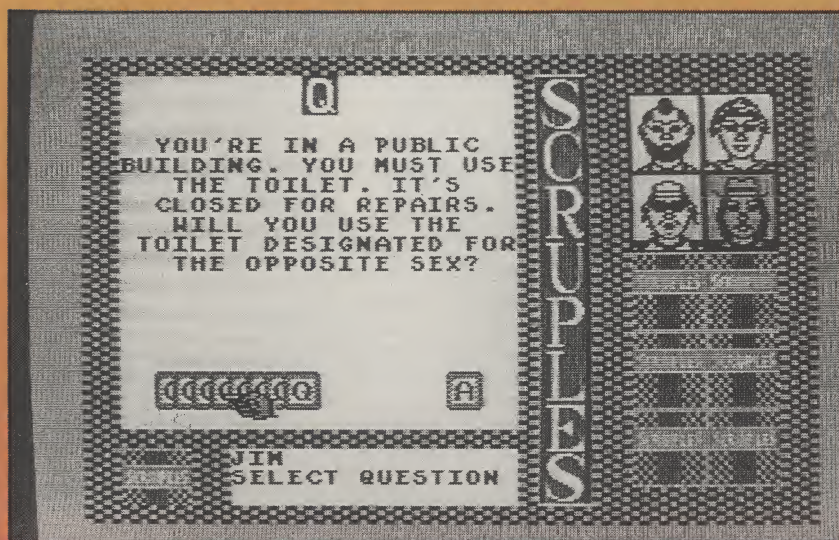 Q
YOU'RE IN A PUBLIC
BUILDING. YOU MUST USE
THE TOILET. IT'S
CLOSED FOR REPAIRS.
WILL YOU USE THE
TOILET DESIGNATED FOR
THE OPPOSITE SEX?
Q
A
JIM
SELECT QUESTION
SCRUPLES